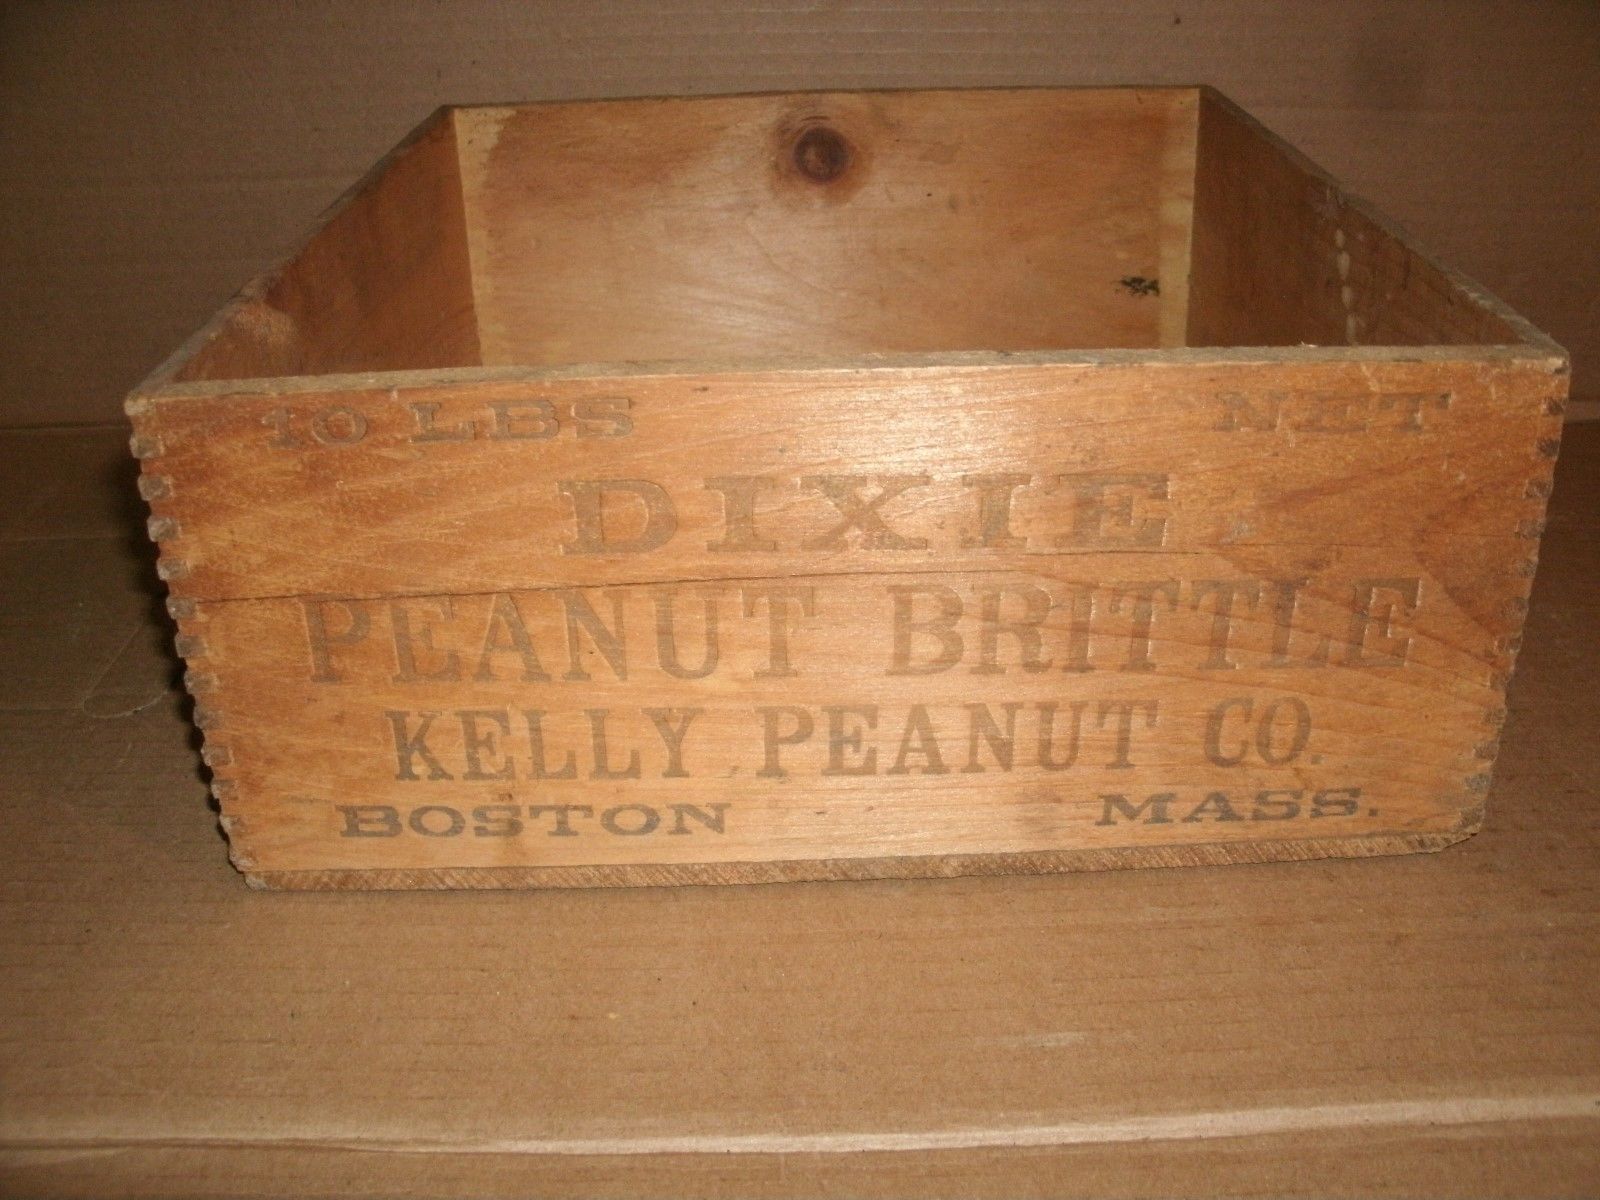 10 LBS NET
DIXIE
PEANUT BRITTLE
KELLY PEANUT CO.
BOSTON MASS.